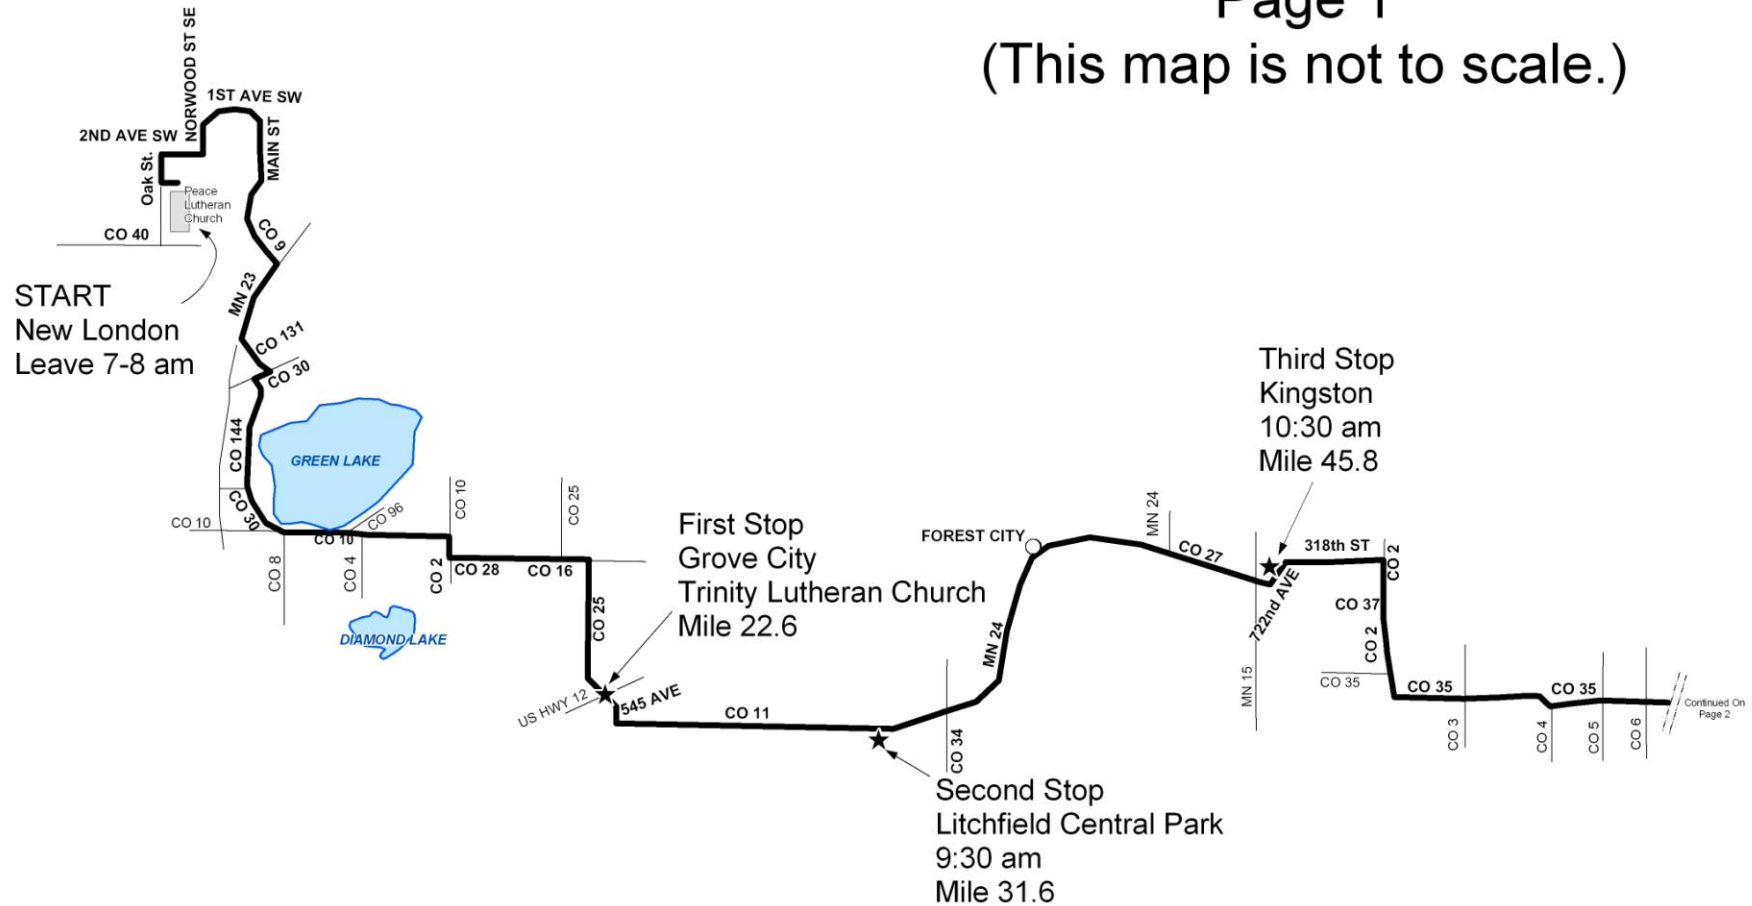 Page 1
(This map is not to scale.)
NORWOOD ST SE
1ST AVE SW
2ND AVE SW
MAIN ST
Oak St.
Peace
Lutheran
Church
CO 40
CO 9
START
New London
Leave 7-8 am
MN 23
CO 131
CO 30
CO 144
GREEN LAKE
CO 30
CO 10
CO 96
CO 10
CO 10
CO 25
CO 8
CO 4
CO 2
CO 28
CO 16
CO 25
DIAMOND LAKE
First Stop
Grove City
Trinity Lutheran Church
Mile 22.6
US HWY 12
545 AVE
CO 11
CO 34
Second Stop
Litchfield Central Park
9:30 am
Mile 31.6
MN 24
FOREST CITY
MN 24
CO 27
Third Stop
Kingston
10:30 am
Mile 45.8
722nd AVE
MN 15
318th ST
CO 2
CO 37
CO 2
CO 35
CO 35
CO 3
CO 35
CO 4
CO 5
CO 6
Continued On
Page 2